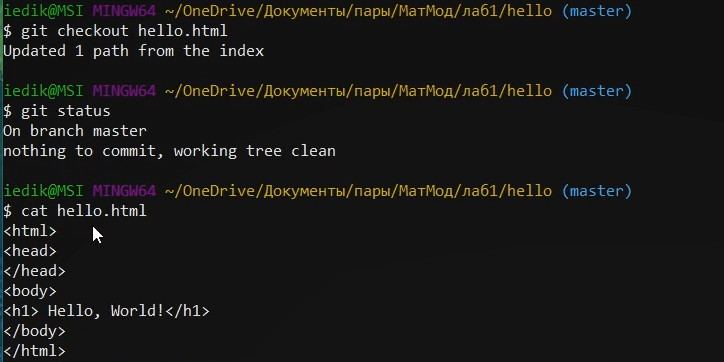 iedik@MSI MINGW64 ~/OneDrive/Документы/пары/МатМод/лаб1/hello (master)
$ git checkout hello.html
Updated 1 path from the index
iedik@MSI MINGW64 ~/OneDrive/Документы/пары/МатМод/лаб1/hello (master)
$ git status
On branch master
nothing to commit, working tree clean
iedik@MSI MINGW64 ~/OneDrive/Документы/пары/МатМод/лаб1/hello (master)
$ cat hello.html
<html>
<head>
</head>
<body>
<h1> Hello, World!</h1>
</body>
</html>